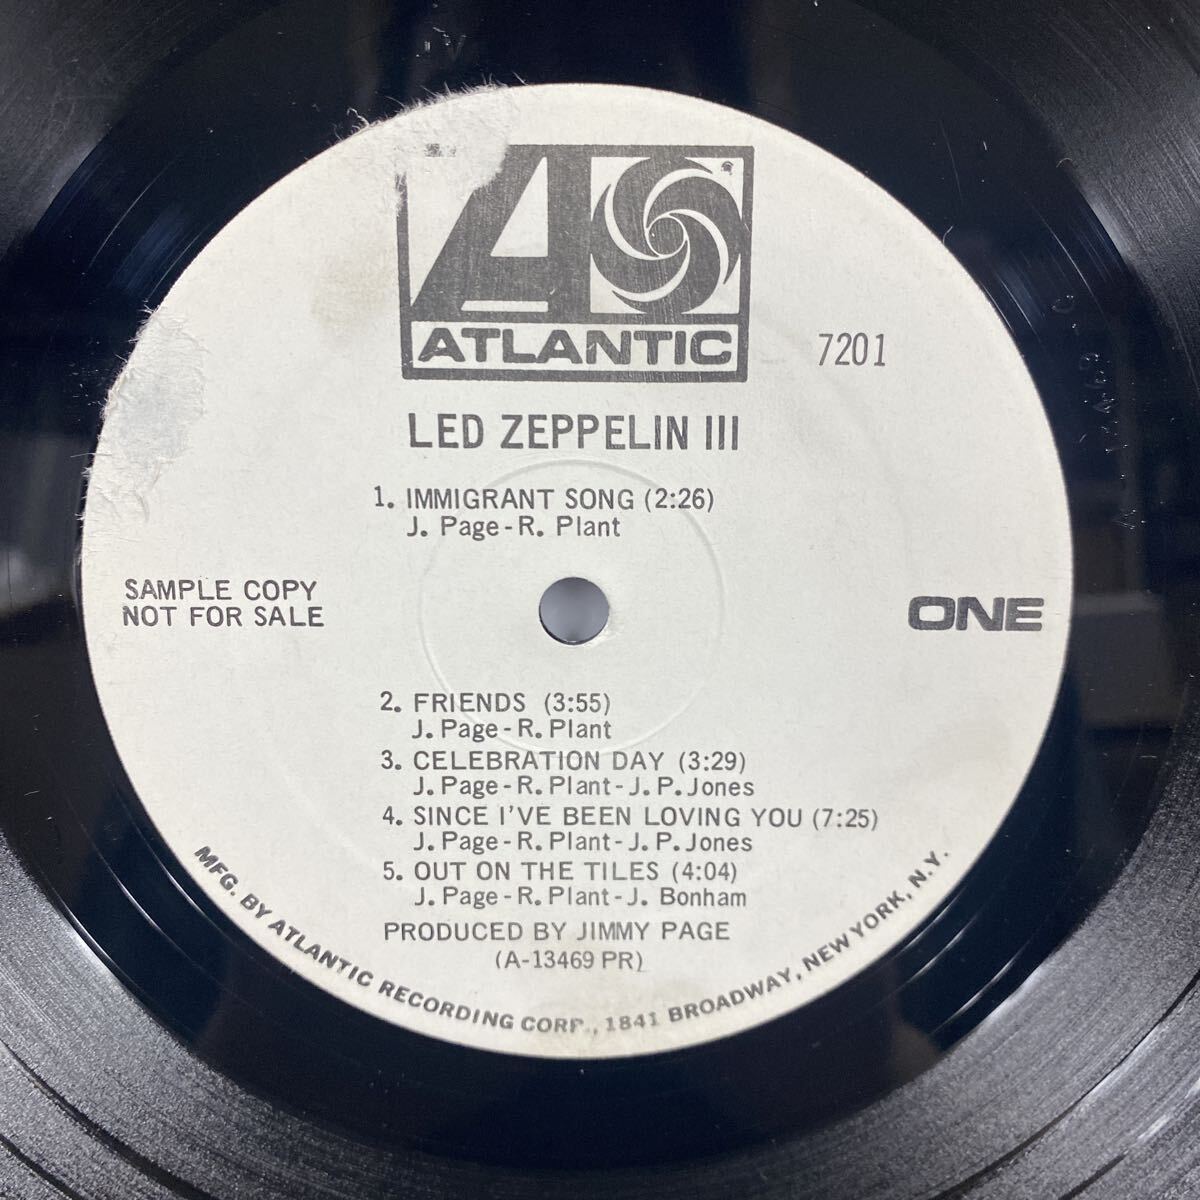 ATLANTIC
7201
LED ZEPPELIN III
1. IMMIGRANT SONG (2:26)
J. Page-R. Plant
SAMPLE COPY
NOT FOR SALE
ONE
2. FRIENDS (3:55)
J. Page-R. Plant
3. CELEBRATION DAY (3:29)
J. Page-R. Plant-J. P. Jones
4. SINCE I'VE BEEN LOVING YOU (7:25)
J. Page-R. Plant-J. P. Jones
5. OUT ON THE TILES (4:04)
J. Page-R. Plant-J. Bonham
PRODUCED BY JIMMY PAGE
(A-13469 PR)
MFG. BY ATLANTIC RECORDING CORP., 1841 BROADWAY, NEW YORK, N.Y.